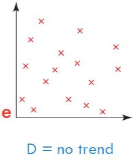 e
D = no trend